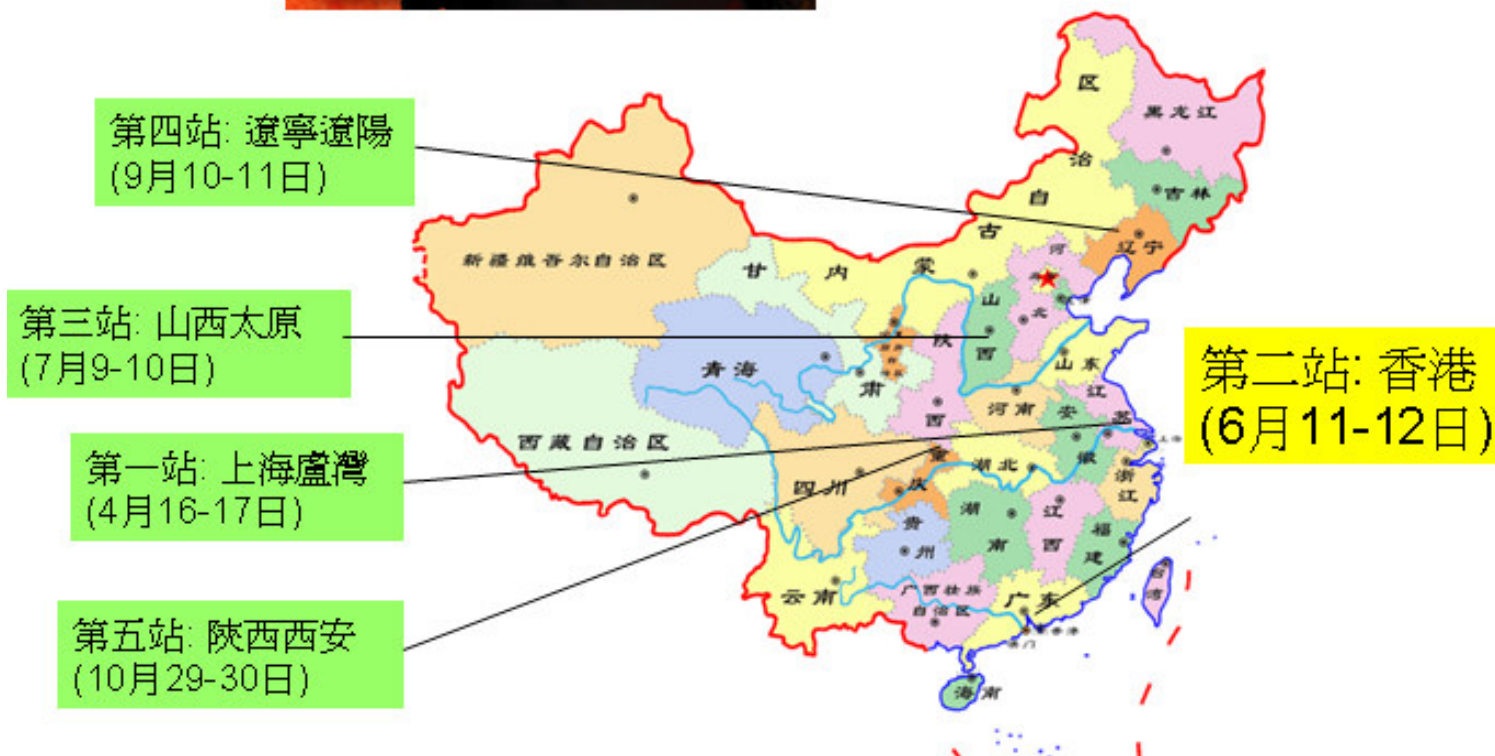 第四站: 遼寧遼陽
(9月10-11日)
第三站: 山西太原
(7月9-10日)
第一站: 上海盧灣
(4月16-17日)
第五站: 陝西西安
(10月29-30日)
第二站: 香港
(6月11-12日)
黑龙江
吉林
辽宁
内蒙古自治区
新疆维吾尔自治区
甘肃
青海
西藏自治区
四川
云南
贵州
重庆
陕西
山西
河北
山东
河南
江苏
安徽
湖北
湖南
江西
浙江
福建
广东
广西壮族
自治区
海南
台湾